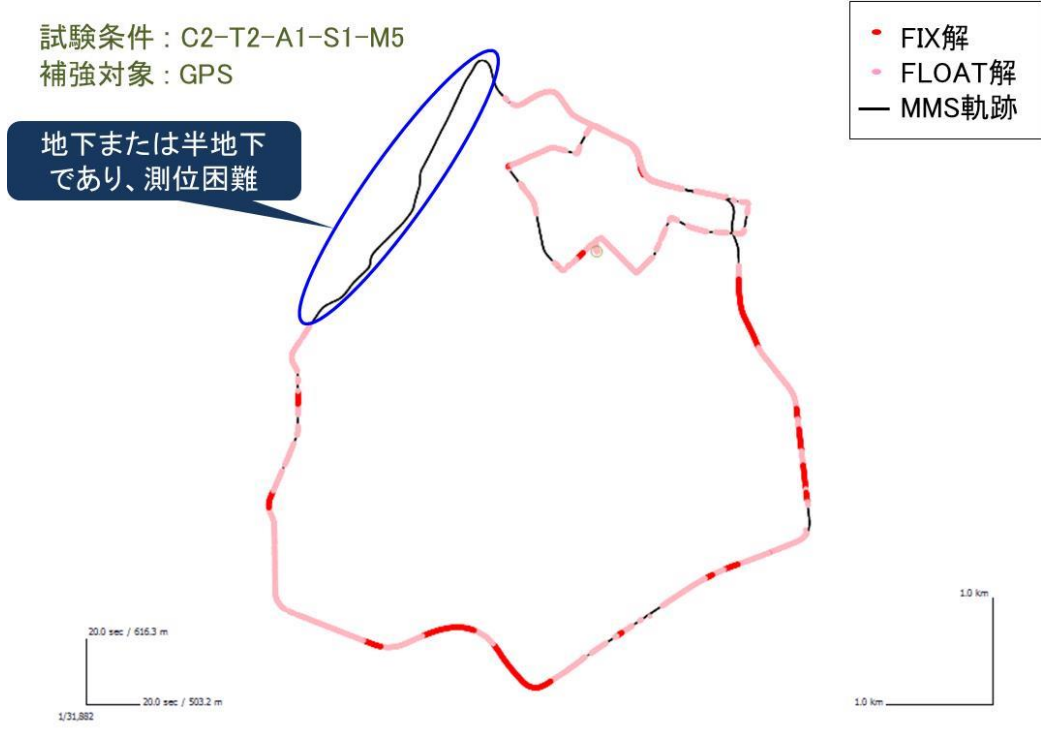 試験条件：C2-T2-A1-S1-M5
補強対象：GPS
FIX解
FLOAT解
MMS軌跡
地下または半地下
であり、測位困難
20.0 sec / 616.3 m
20.0 sec / 503.2 m
1/31,882
1.0 km
1.0 km